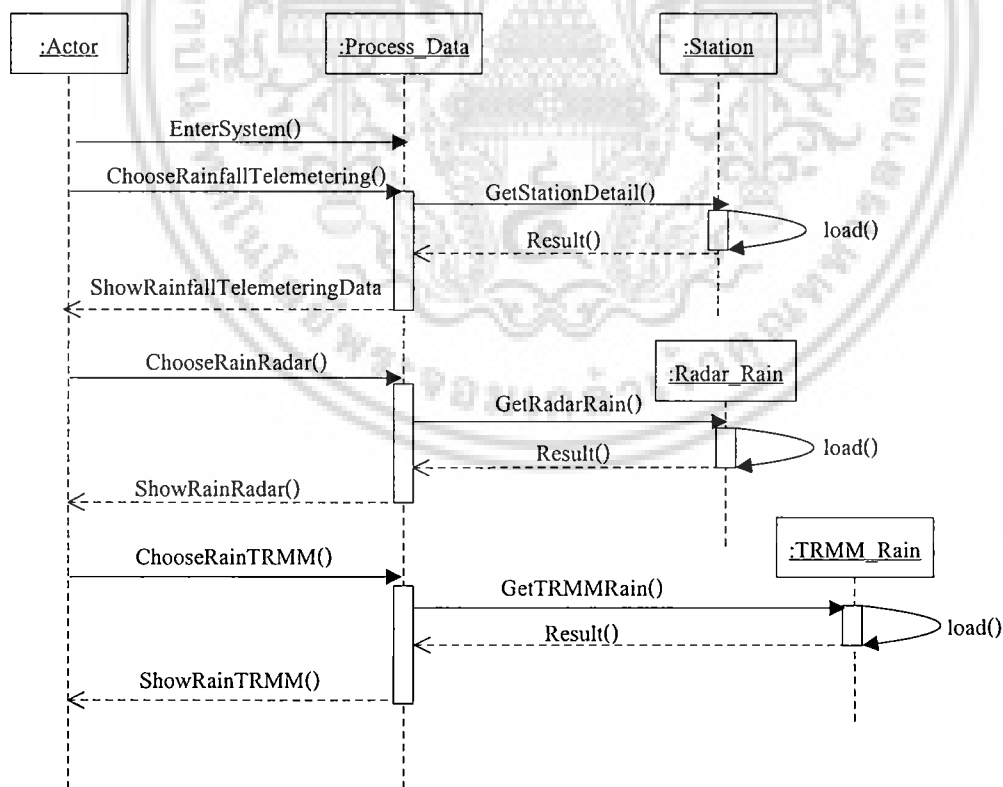 :Actor
:Process_Data
:Station
EnterSystem()
ChooseRainfallTelemetering()
GetStationDetail()
load()
Result()
ShowRainfallTelemeteringData
ChooseRainRadar()
:Radar_Rain
GetRadarRain()
load()
Result()
ShowRainRadar()
ChooseRainTRMM()
:TRMM_Rain
GetTRMMRain()
load()
Result()
ShowRainTRMM()